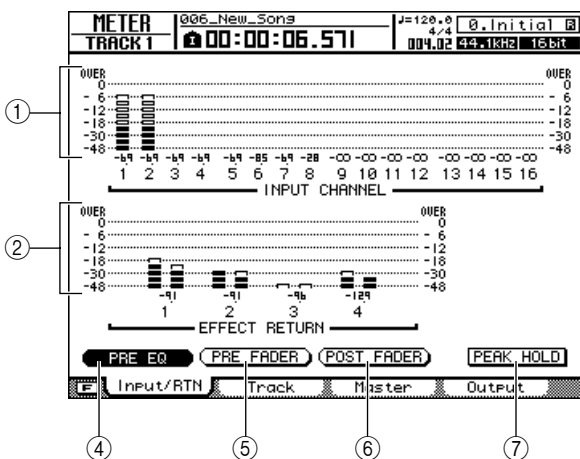 METER 006_New_Song ♩=120.0 4/4 0.Initial R
TRACK 1 1 00:00:06.571 004.02 44.1kHz 16bit
① OVER OVER
0 0
- 6 - 6
-12 -12
-18 -18
-30 -30
-48 -48
-69 -69 -69 -69 -69 -85 -69 -28 -∞ -∞ -∞ -∞ -∞ -∞ -∞ -∞
1 2 3 4 5 6 7 8 9 10 11 12 13 14 15 16
INPUT CHANNEL
② OVER OVER
0 0
- 6 - 6
-12 -12
-18 -18
-30 -30
-48 -48
-91 -91 -96 -129
1 2 3 4
EFFECT RETURN
PRE EQ PRE FADER POST FADER PEAK HOLD
F Input/RTN Track Master Output
④ ⑤ ⑥ ⑦